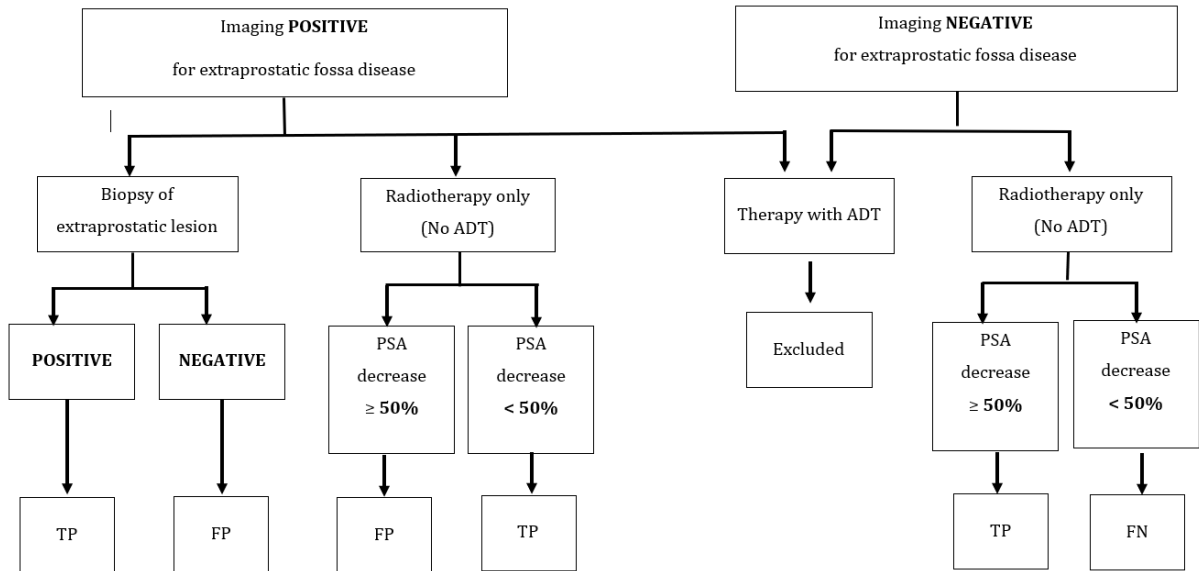 Imaging POSITIVE
for extraprostatic fossa disease
Imaging NEGATIVE
for extraprostatic fossa disease
Biopsy of
extraprostatic lesion
Radiotherapy only
(No ADT)
Therapy with ADT
Radiotherapy only
(No ADT)
POSITIVE
NEGATIVE
PSA
decrease
≥ 50%
PSA
decrease
< 50%
Excluded
PSA
decrease
≥ 50%
PSA
decrease
< 50%
TP
FP
FP
TP
TP
FN